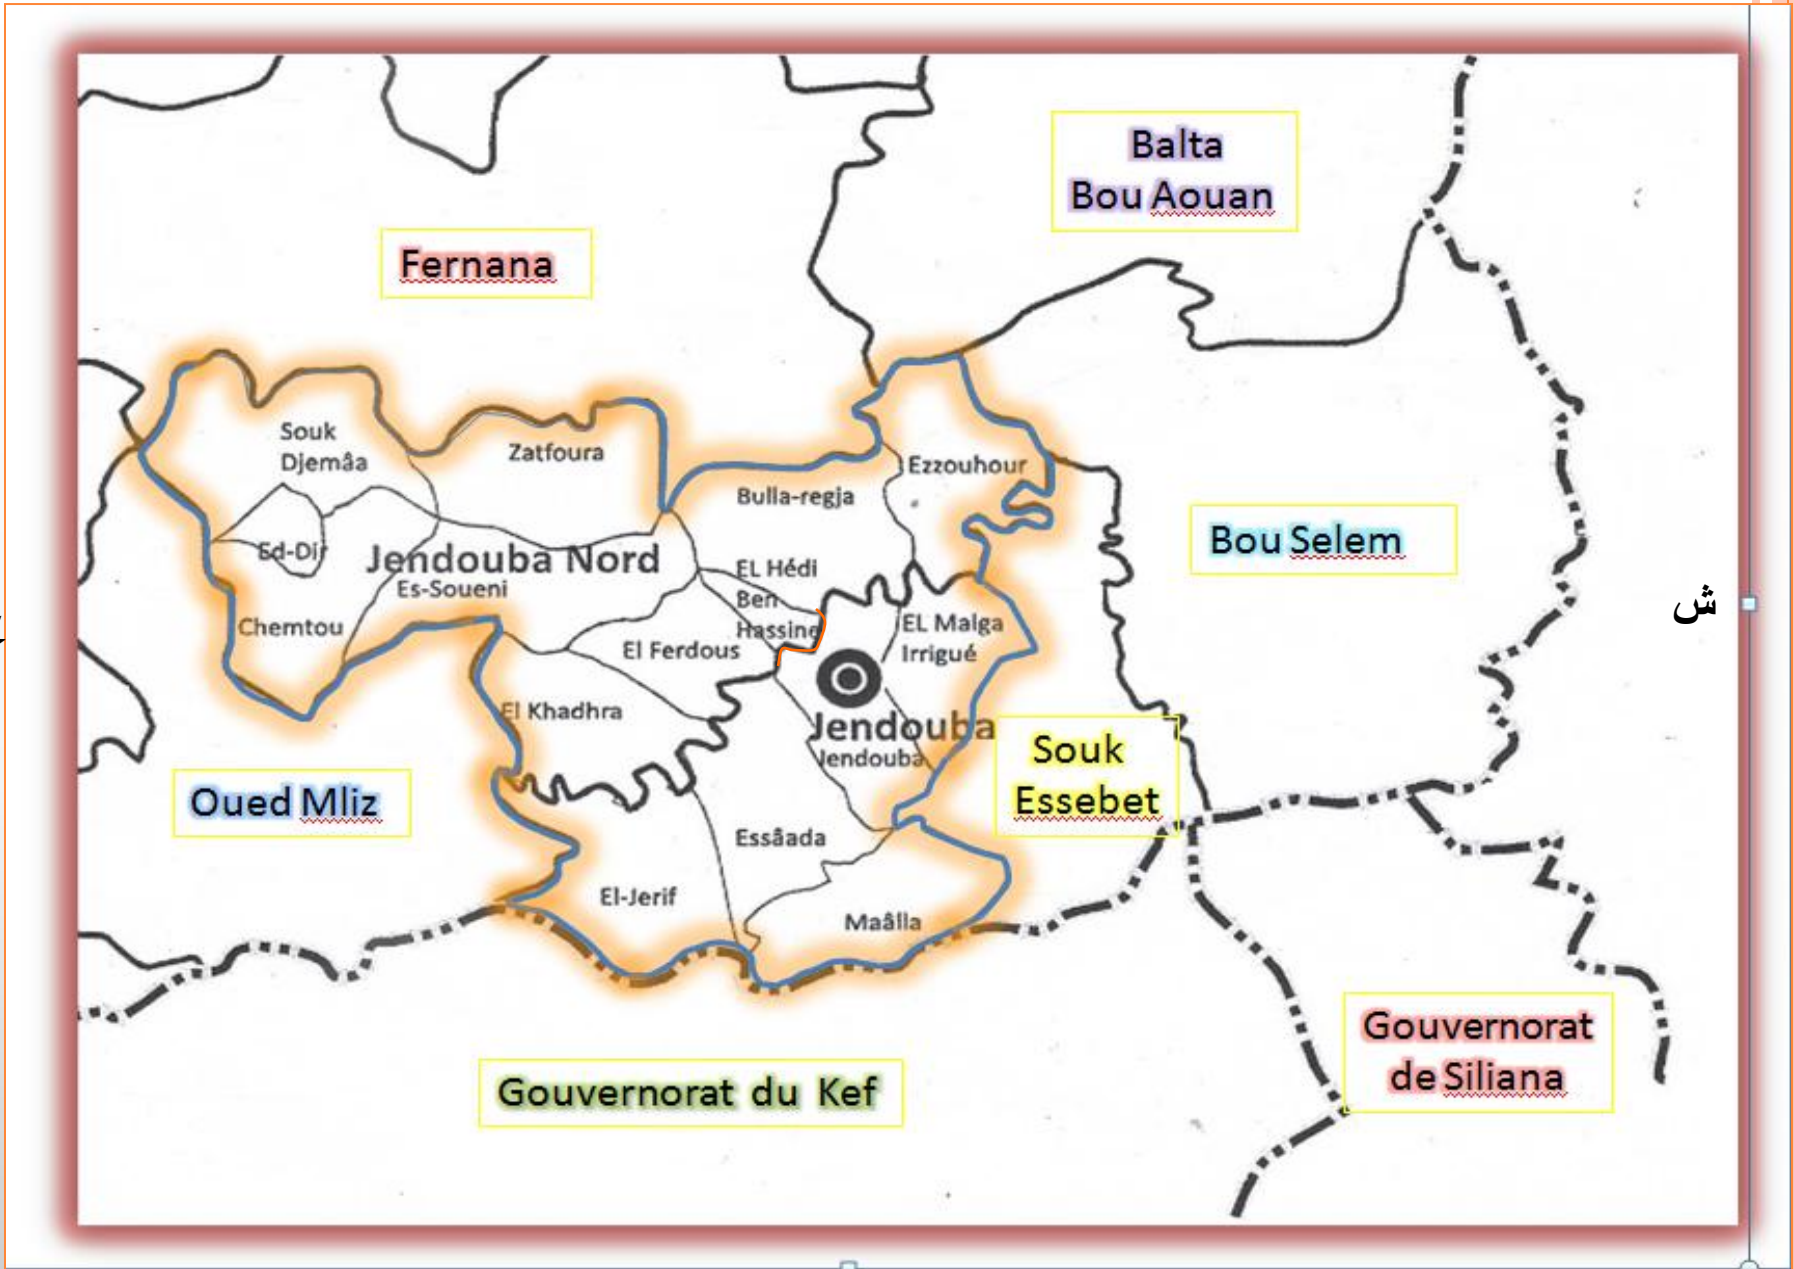 Balta
Bou Aouan
Fernana
Souk
Djemâa
Zatfoura
Ezzouhour
Bulla-regja
Bou Selem
Ed-Dir
Jendouba Nord
Es-Soueni
EL Hédi
Ben
Hassine
Chemtou
El Ferdous
EL Malga
Irrigué
ش
El Khadhra
Jendouba
Jendouba
Souk
Essebet
Oued Mliz
Essâada
El-Jerif
Maâlla
Gouvernorat
de Siliana
Gouvernorat du Kef